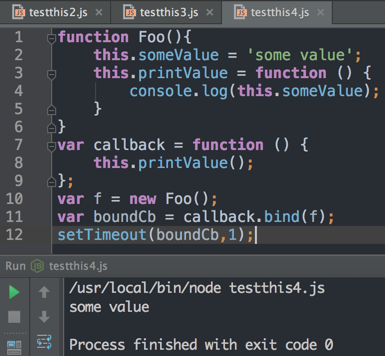 testthis2.js × testthis3.js × testthis4.js ×
1 function Foo(){
2     this.someValue = 'some value';
3     this.printValue = function () {
4         console.log(this.someValue);
5     }
6 }
7 var callback = function () {
8     this.printValue();
9 };
10 var f = new Foo();
11 var boundCb = callback.bind(f);
12 setTimeout(boundCb,1);
Run testthis4.js
/usr/local/bin/node testthis4.js
some value
Process finished with exit code 0